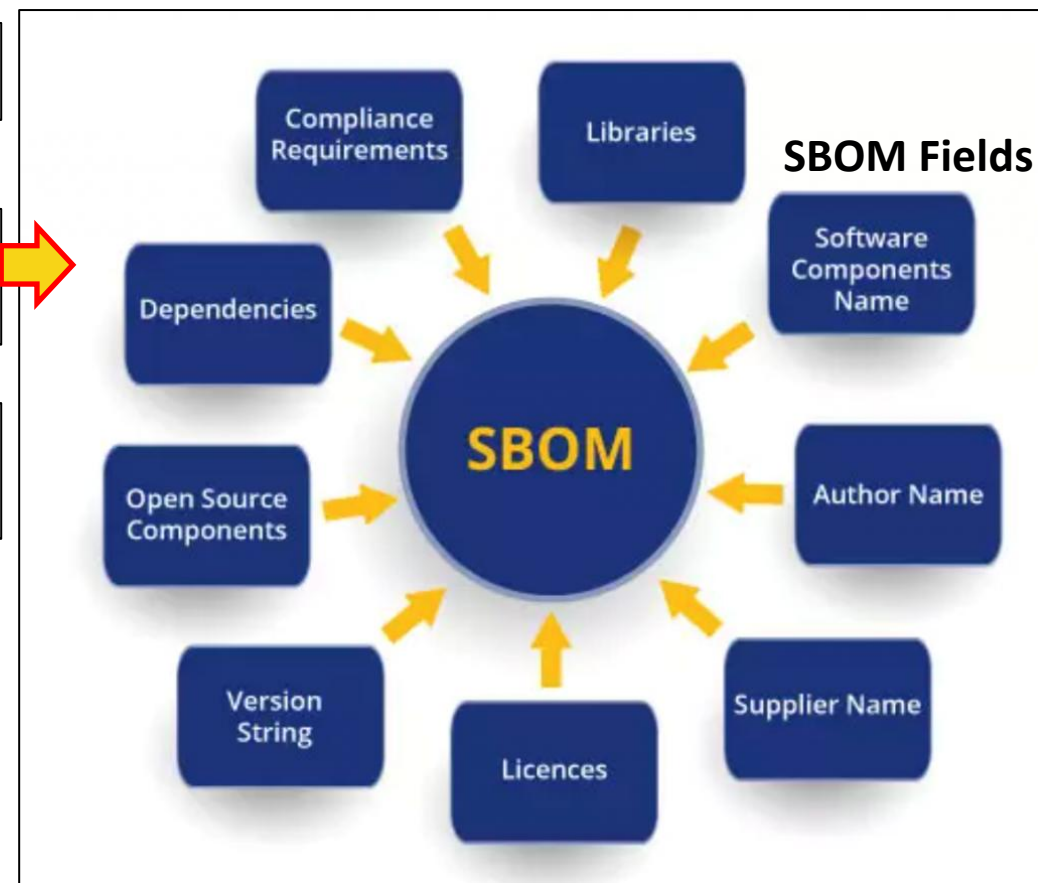 Compliance
Requirements
Libraries
SBOM Fields
Software
Components
Name
Dependencies
SBOM
Open Source
Components
Author Name
Version
String
Licences
Supplier Name